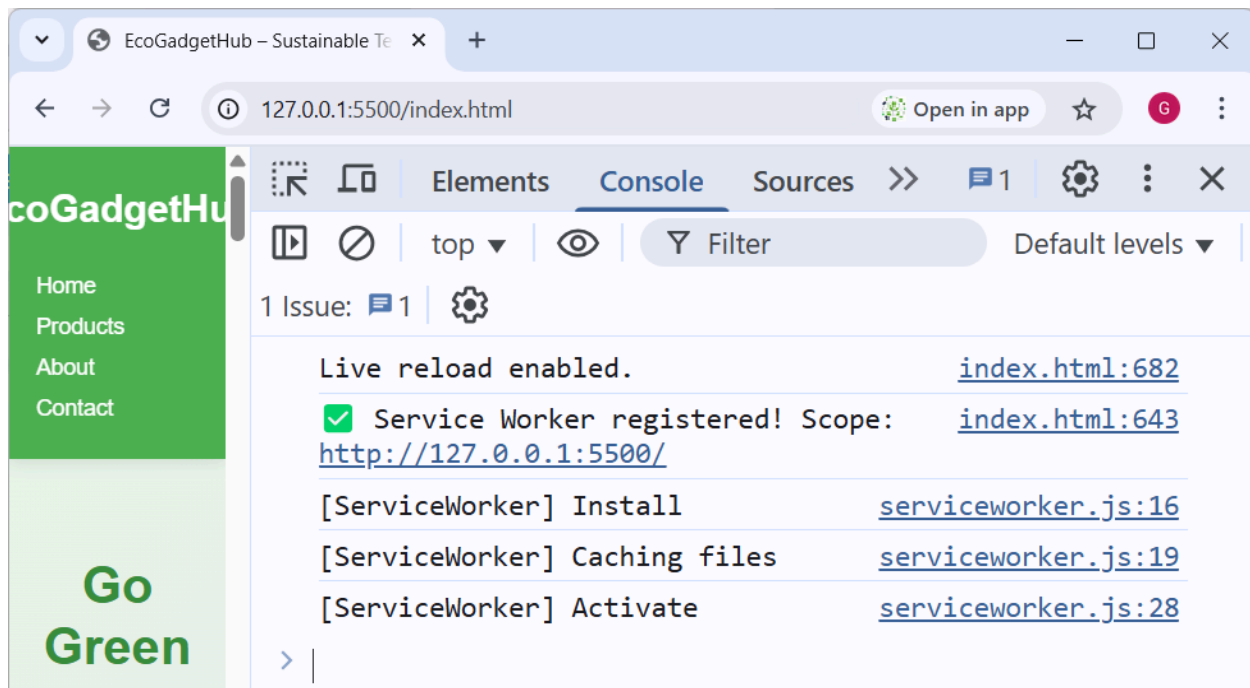 EcoGadgetHub – Sustainable Te
127.0.0.1:5500/index.html
Open in app
G
coGadgetHu
Home
Products
About
Contact
Go
Green
Elements Console Sources 1
top Filter Default levels
1 Issue: 1
Live reload enabled. index.html:682
Service Worker registered! Scope: index.html:643
http://127.0.0.1:5500/
[ServiceWorker] Install serviceworker.js:16
[ServiceWorker] Caching files serviceworker.js:19
[ServiceWorker] Activate serviceworker.js:28